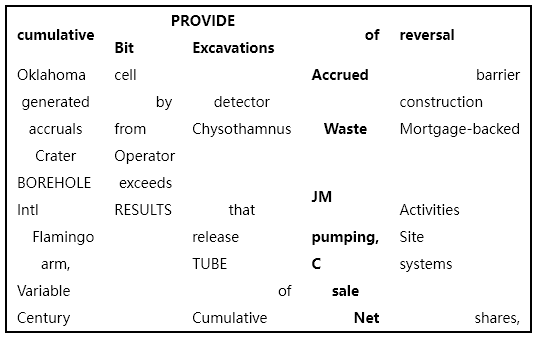 PROVIDE
cumulative of reversal
Bit Excavations
Oklahoma cell Accrued barrier
generated by detector construction
accruals from Chysothamnus Waste Mortgage-backed
Crater Operator
BOREHOLE exceeds
JM
Intl RESULTS that Activities
Flamingo release pumping, Site
arm, TUBE C systems
Variable of sale
Century Cumulative Net shares,